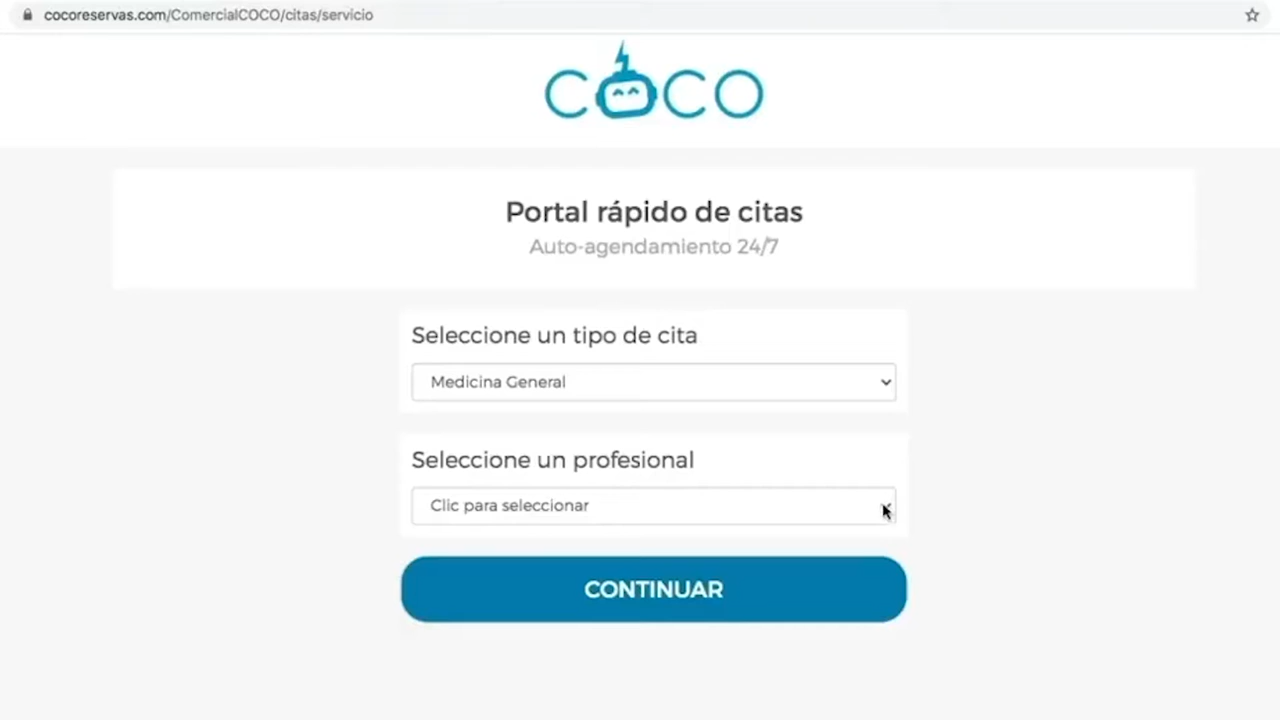 cocoreservas.com/ComercialCOCO/citas/servicio
COCO
Portal rápido de citas
Auto-agendamiento 24/7
Seleccione un tipo de cita
Medicina General
Seleccione un profesional
Clic para seleccionar
CONTINUAR